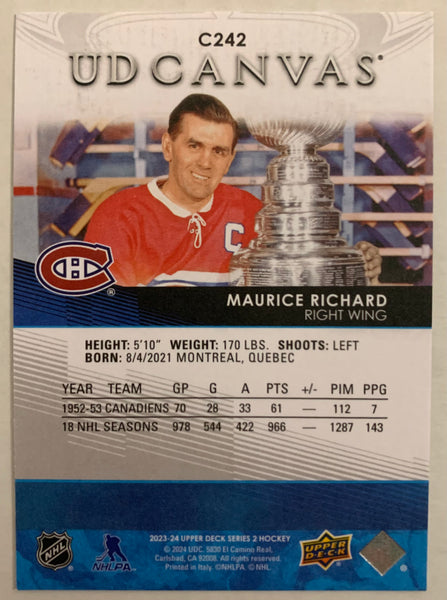 C242
UD CANVAS®
C
CH ®
MAURICE RICHARD
RIGHT WING
HEIGHT: 5'10" WEIGHT: 170 LBS. SHOOTS: LEFT
BORN: 8/4/2021 MONTREAL, QUEBEC
YEAR TEAM GP G A PTS +/- PIM PPG
1952-53 CANADIENS 70 28 33 61 — 112 7
18 NHL SEASONS 978 544 422 966 — 1287 143
2023-24 UPPER DECK SERIES 2 HOCKEY
© 2024 UDC. 5830 El Camino Real,
Carlsbad, CA 92008. All rights reserved.
Printed in Italy. ©NHLPA. © NHL.
NHL
NHLPA™
UPPER
DECK